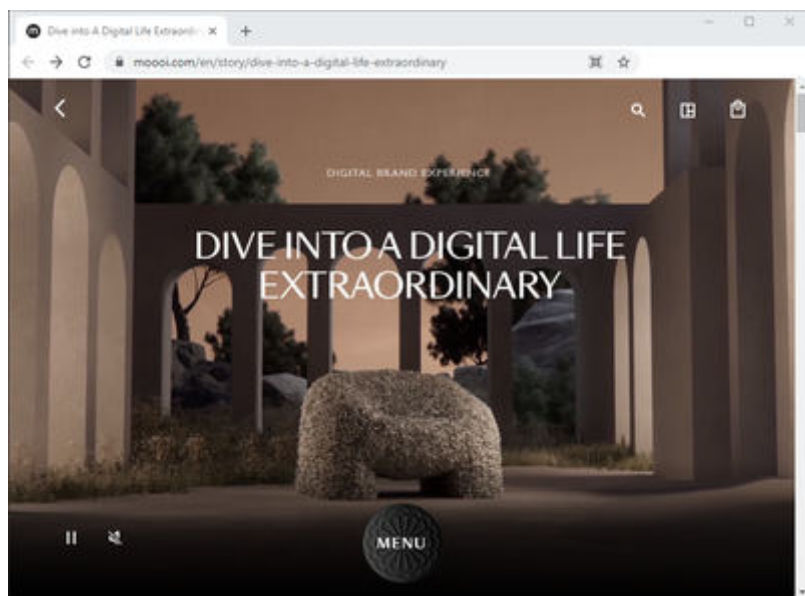 Dive into A Digital Life Extraordin
moooi.com/en/story/dive-into-a-digital-life-extraordinary
DIGITAL BRAND EXPERIENCE
DIVE INTO A DIGITAL LIFE
EXTRAORDINARY
MENU